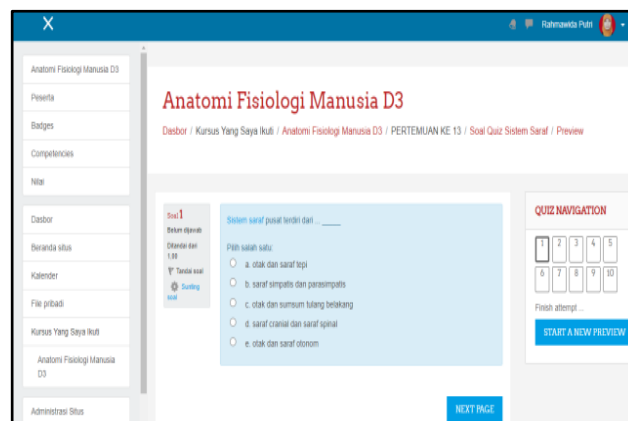 X
Rahmawida Putri
Anatomi Fisiologi Manusia D3
Peserta
Badges
Competencies
Nilai
Dasbor
Beranda situs
Kalender
File pribadi
Kursus Yang Saya Ikuti
Anatomi Fisiologi Manusia
D3
Administrasi Situs
Anatomi Fisiologi Manusia D3
Dasbor / Kursus Yang Saya Ikuti / Anatomi Fisiologi Manusia D3 / PERTEMUAN KE 13 / Soal Quiz Sistem Saraf / Preview
Soal 1
Belum dijawab
Ditandai dari
1,00
Tandai soal
Sunting
soal
Sistem saraf pusat terdiri dari ... _____
Pilih salah satu:
a. otak dan saraf tepi
b. saraf simpatis dan parasimpatis
c. otak dan sumsum tulang belakang
d. saraf cranial dan saraf spinal
e. otak dan saraf otonom
NEXT PAGE
QUIZ NAVIGATION
1 2 3 4 5
6 7 8 9 10
Finish attempt ...
START A NEW PREVIEW